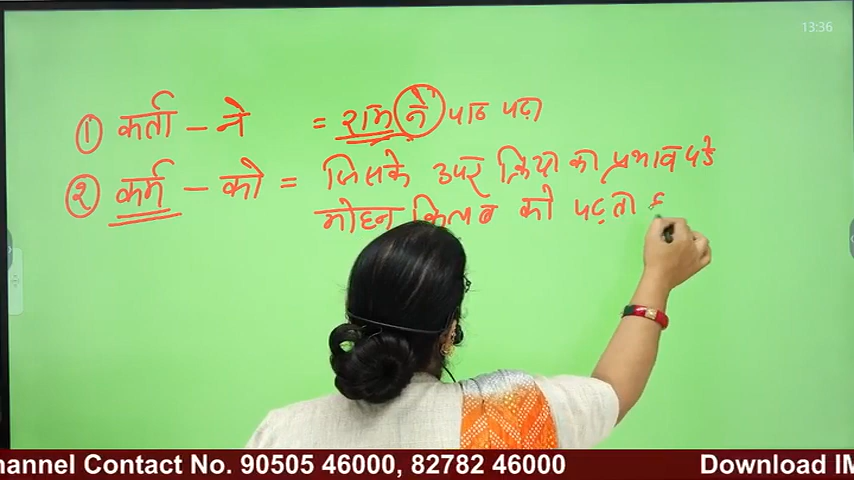 13:36
① कर्ता - ने = राम ने पाठ पढ़ा
② कर्म - को = जिसके उपर क्रिया का प्रभाव पडे
मोहन किताब को पढ़ता
hannel Contact No. 90505 46000, 82782 46000 Download IM